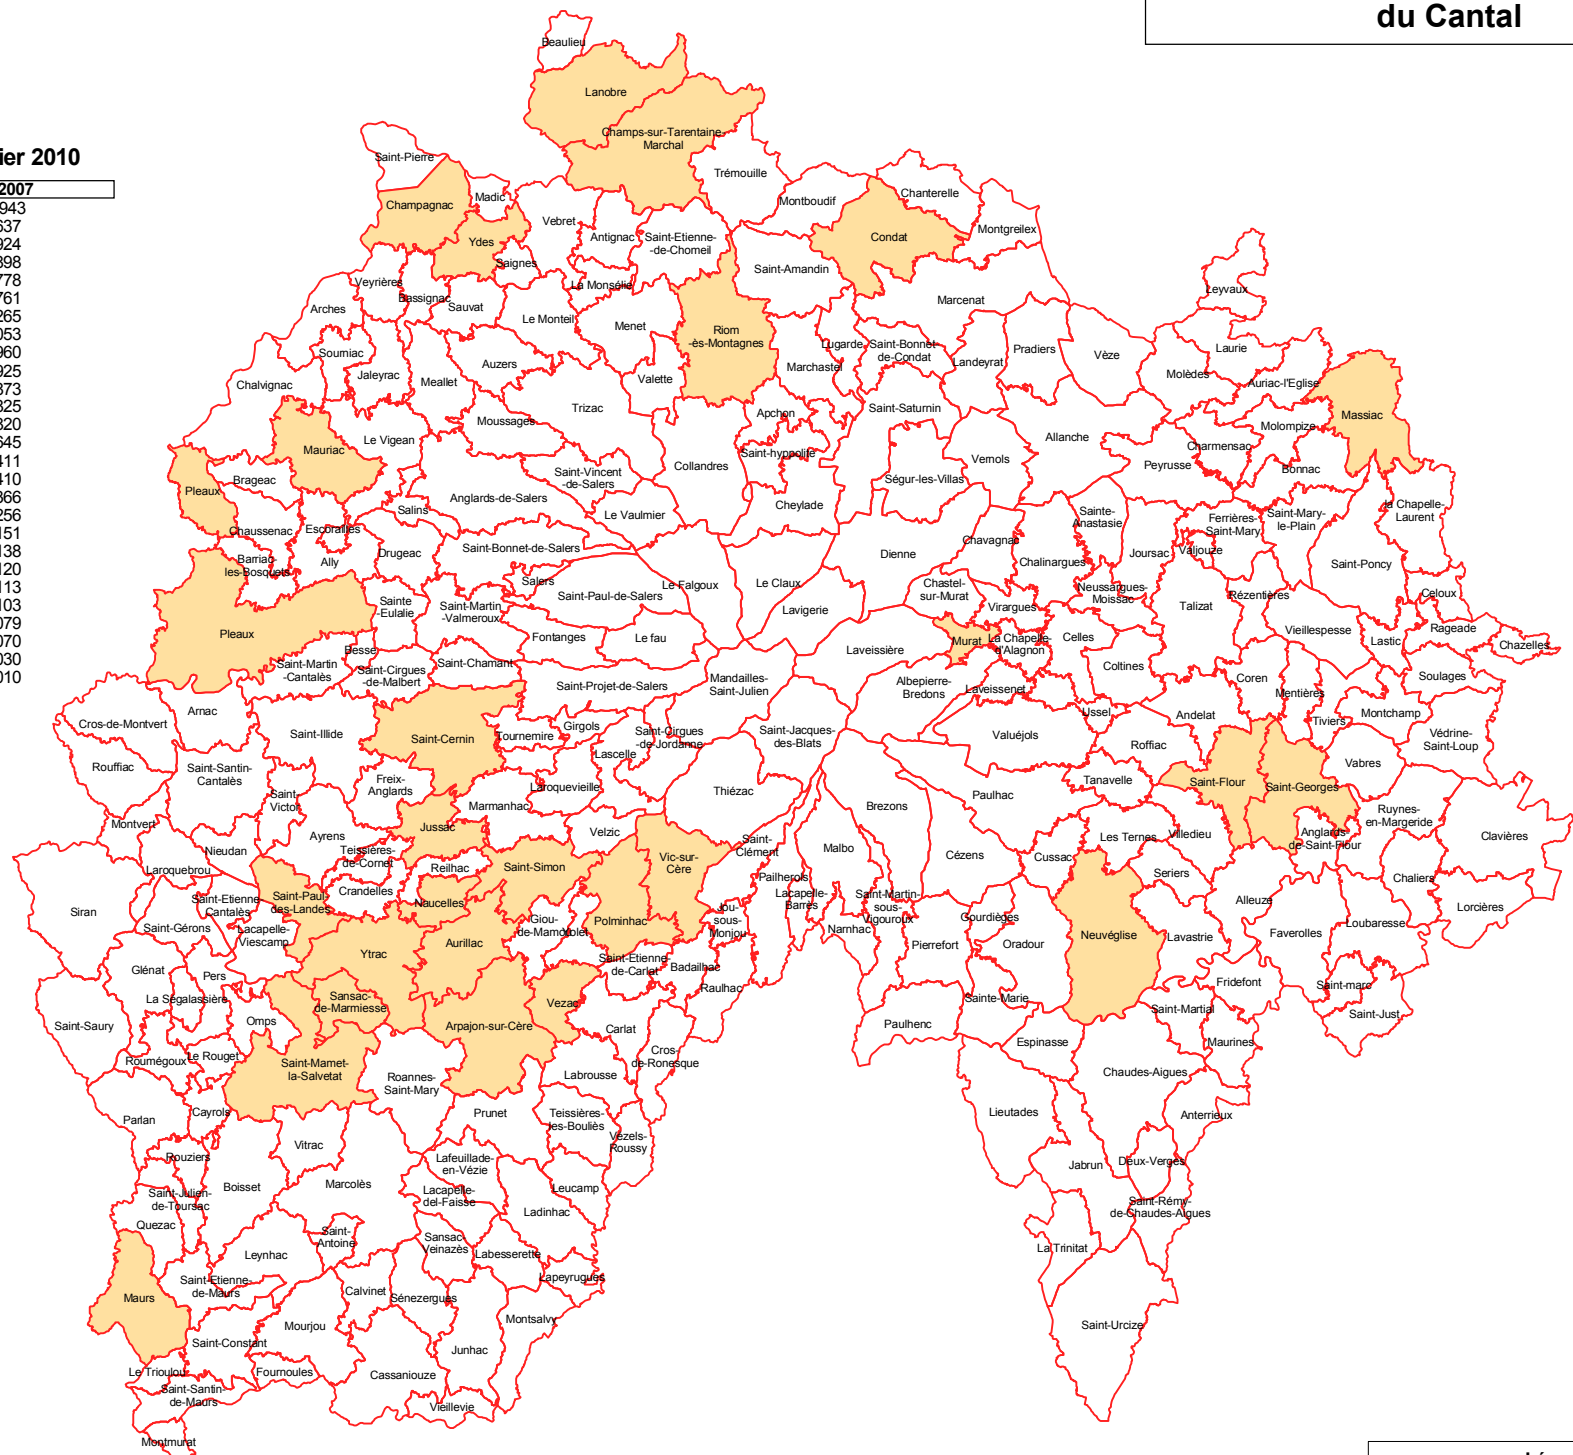 du Cantal
ier 2010
2007
943
637
924
398
778
761
265
053
960
925
873
825
820
645
411
410
366
256
151
138
120
113
103
079
070
030
010
Beaulieu
Lanobre
Champs-sur-Tarentaine-
Marchal
Saint-Pierre
Trémouille
Madic
Champagnac
Montboudif
Chanterelle
Vebret
Antignac
Saint-Etienne-
-de-Chomeil
Ydes
Condat
Montgreilex
Saignes
Saint-Amandin
Veyrières
La Monsélie
Leyvaux
Bassignac
Sauvat
Marcenat
Arches
Le Monteil
Menet
Riom
-ès-Montagnes
Soumiac
Lugarde
Saint-Bonnet-
de-Condat
Pradiers
Vèze
Laurie
Auzers
Marchastel
Landeyrat
Molèdes
Jaleyrac
Meallet
Valette
Auriac-l'Eglise
Chalvignac
Trizac
Apchon
Saint-Saturnin
Massiac
Moussages
Molompize
Le Vigean
Allanche
Mauriac
Saint-hyppolite
Charmensac
Vernols
Collandres
Peyrusse
Bonnac
Brageac
Saint-Vincent
-de-Salers
Ségur-les-Villas
Pleaux
Anglards-de-Salers
Cheylade
la Chapelle-
Laurent
Salins
Le Vaulmier
Sainte-
Anastasie
Ferrières-
Saint-Mary
Saint-Mary-
le-Plain
Chaussenac
Escorailles
Chavagnac
Saint-Bonnet-de-Salers
Valjouze
Drugeac
Dienne
Joursac
Barriac-
les-Bosquets
Ally
Chalinargues
Saint-Poncy
Salers
Le Falgoux
Le Claux
Chastel-
sur-Murat
Neussargues-
Moissac
Rézentières
Celoux
Saint-Paul-de-Salers
Sainte
-Eulalie
Saint-Martin
-Valmeroux
Lavigerie
Virargues
Talizat
Vieillespesse
Rageade
Pleaux
Fontanges
Le fau
Murat
La Chapelle-
d'Alagnon
Celles
Lastic
Chazelles
Besse
Laveissière
Saint-Martin
-Cantalès
Saint-Cirgues
-de-Malbert
Saint-Chamant
Coltines
Coren
Soulages
Saint-Projet-de-Salers
Mandailles-
Saint-Julien
Albepierre-
Bredons
Laveissenet
Mentières
Arnac
Ussel
Andelat
Tiviers
Montchamp
Cros-de-Montvert
Saint-Illide
Saint-Cernin
Tournemire
Girgols
Saint-Cirgues
-de-Jordanne
Saint-Jacques-
des-Blats
Valuéjols
Védrine-
Saint-Loup
Roffiac
Lascelle
Rouffiac
Saint-Santin-
Cantalès
Vabres
Freix-
Anglards
Laroquevieille
Thiézac
Tanavelle
Saint-Flour
Saint-Georges
Saint-
Victor
Marmanhac
Brezons
Paulhac
Ruynes-
en-Margeride
Montvert
Jussac
Velzic
Ayrens
Saint-
Clément
Les Ternes
Villedieu
Anglards-
de-Saint-Flour
Clavières
Nieudan
Teissières-
de-Cornet
Malbo
Cézens
Cussac
Laroquebrou
Reilhac
Saint-Simon
Vic-sur-
Cère
Pailherols
Seriers
Chaliers
Crandelles
Saint-Etienne-
Cantalès
Saint-Paul-
des-Landes
Lacapelle-
Barrès
Saint-Martin-
sous-
Vigouroux
Alleuze
Siran
Naucelles
Jou-
sous-
Monjou
Lorcières
Saint-Gérons
Lacapelle-
Viescamp
Giou-
de-Mamou
Yolet
Polminhac
Narnhac
Gourdièges
Neuvéglise
Loubaresse
Ytrac
Aurillac
Pierrefort
Oradour
Lavastrie
Faverolles
Glénat
Pers
Saint-Etienne-
de-Carlat
Badailhac
Fridefont
La Ségalassière
Sansac-
de-Marmiesse
Vezac
Raulhac
Sainte-Marie
Saint-marc
Saint-Saury
Omps
Arpajon-sur-Cère
Carlat
Paulhenc
Saint-Martial
Saint-Just
Roumégoux
Le Rouget
Saint-Mamet-
la-Salvetat
Cros-
de-Ronesque
Espinasse
Maurines
Roannes-
Saint-Mary
Labrousse
Chaudes-Aigues
Parlan
Cayrols
Prunet
Teissières-
les-Bouliès
Lieutades
Anterrieux
Vitrac
Vezels-
Roussy
Rouziers
Lafeuillade-
en-Vézie
Jabrun
Deux-Verges
Boisset
Marcolès
Leucamp
Saint-Julien-
de-Toursac
Lacapelle-
del-Faisse
Ladinhac
Saint-Rémy-
de-Chaudes-Aigues
Quezac
Saint-
Antoine
Sansac-
Veinazès
La Trinitat
Leynhac
Labesserette
Saint-Etienne-
de-Maurs
Lapeyrugues
Maurs
Calvinet
Sénezergues
Montsalvy
Mourjou
Saint-Urcize
Saint-Constant
Junhac
Le Trioulou
Fournoules
Cassaniouze
Saint-Santin-
de-Maurs
Vieillevie
Montmurat